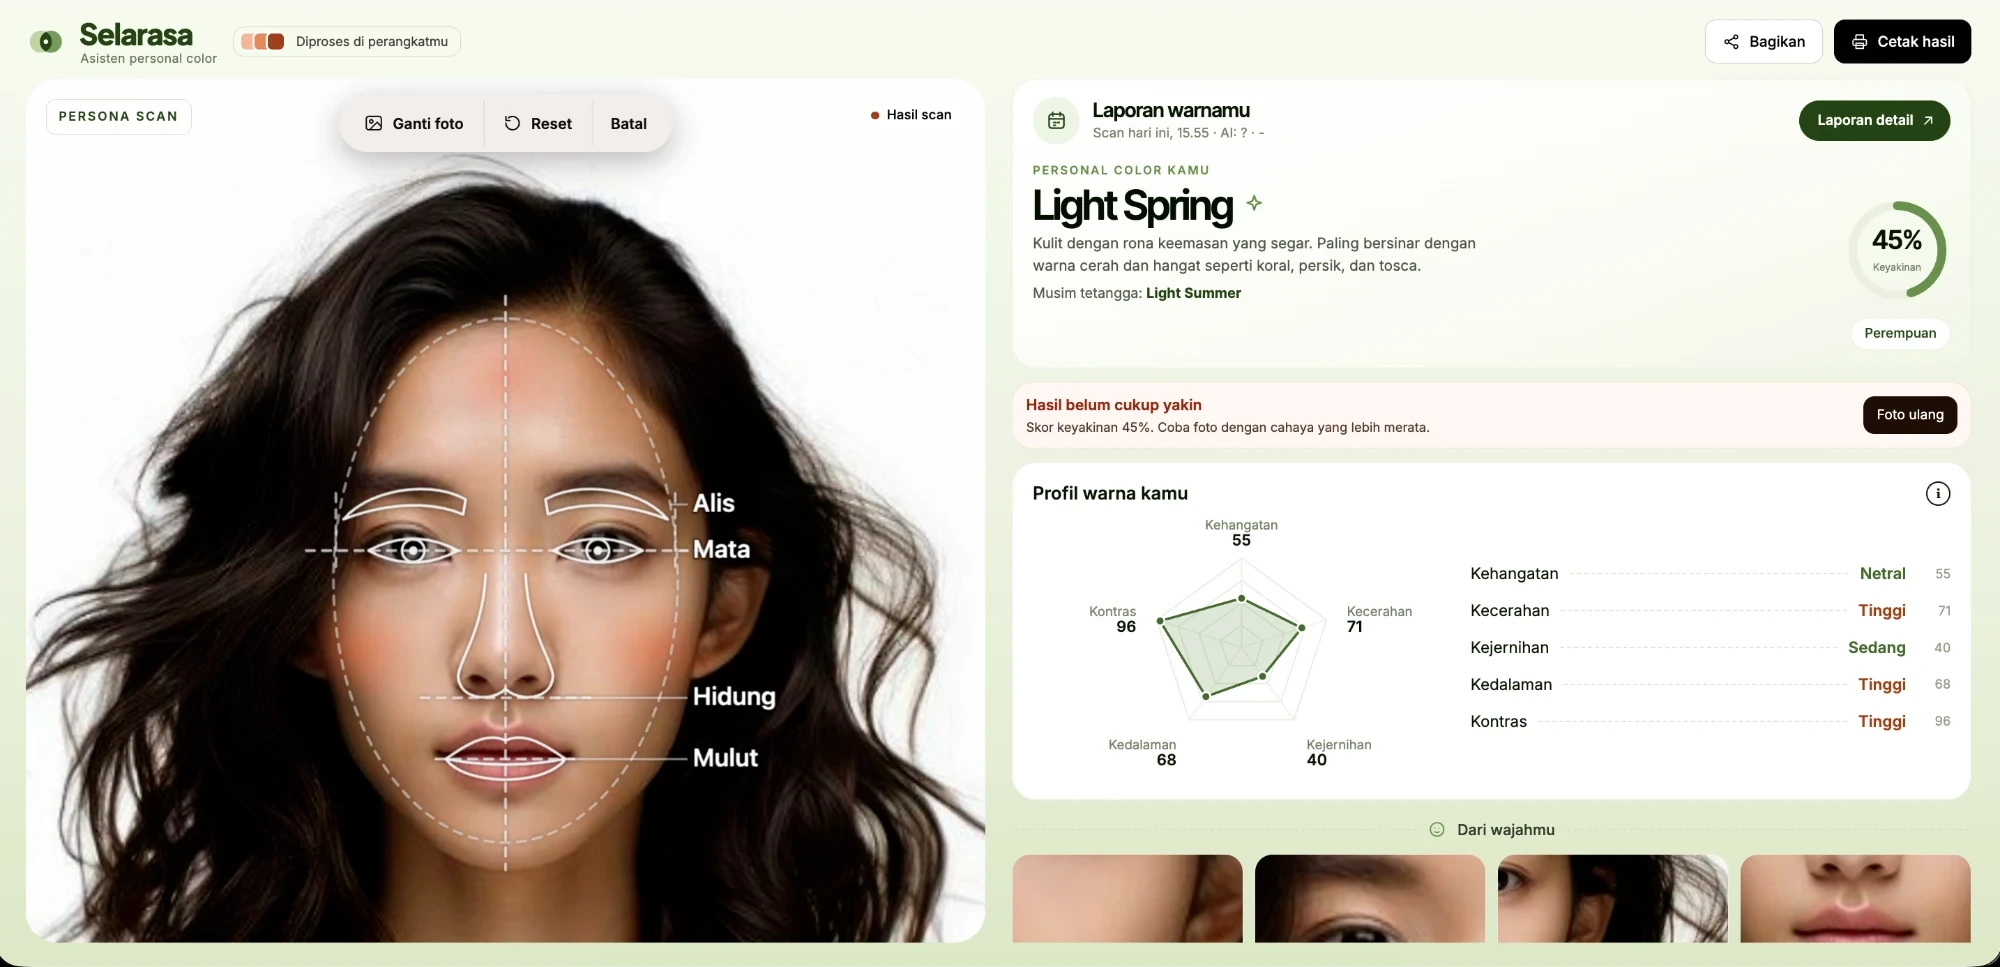 Selarasa
Asisten personal color
Diproses di perangkatmu
Bagikan
Cetak hasil
PERSONA SCAN
Ganti foto
Reset
Batal
Hasil scan
Alis
Mata
Hidung
Mulut
Laporan warnamu
Scan hari ini, 15.55 · AI: ? · -
Laporan detail
PERSONAL COLOR KAMU
Light Spring
Kulit dengan rona keemasan yang segar. Paling bersinar dengan
warna cerah dan hangat seperti koral, persik, dan tosca.
Musim tetangga: Light Summer
45%
Keyakinan
Perempuan
Hasil belum cukup yakin
Skor keyakinan 45%. Coba foto dengan cahaya yang lebih merata.
Foto ulang
Profil warna kamu
Kehangatan
55
Kontras
96
Kecerahan
71
Kedalaman
68
Kejernihan
40
Kehangatan Netral 55
Kecerahan Tinggi 71
Kejernihan Sedang 40
Kedalaman Tinggi 68
Kontras Tinggi 96
Dari wajahmu